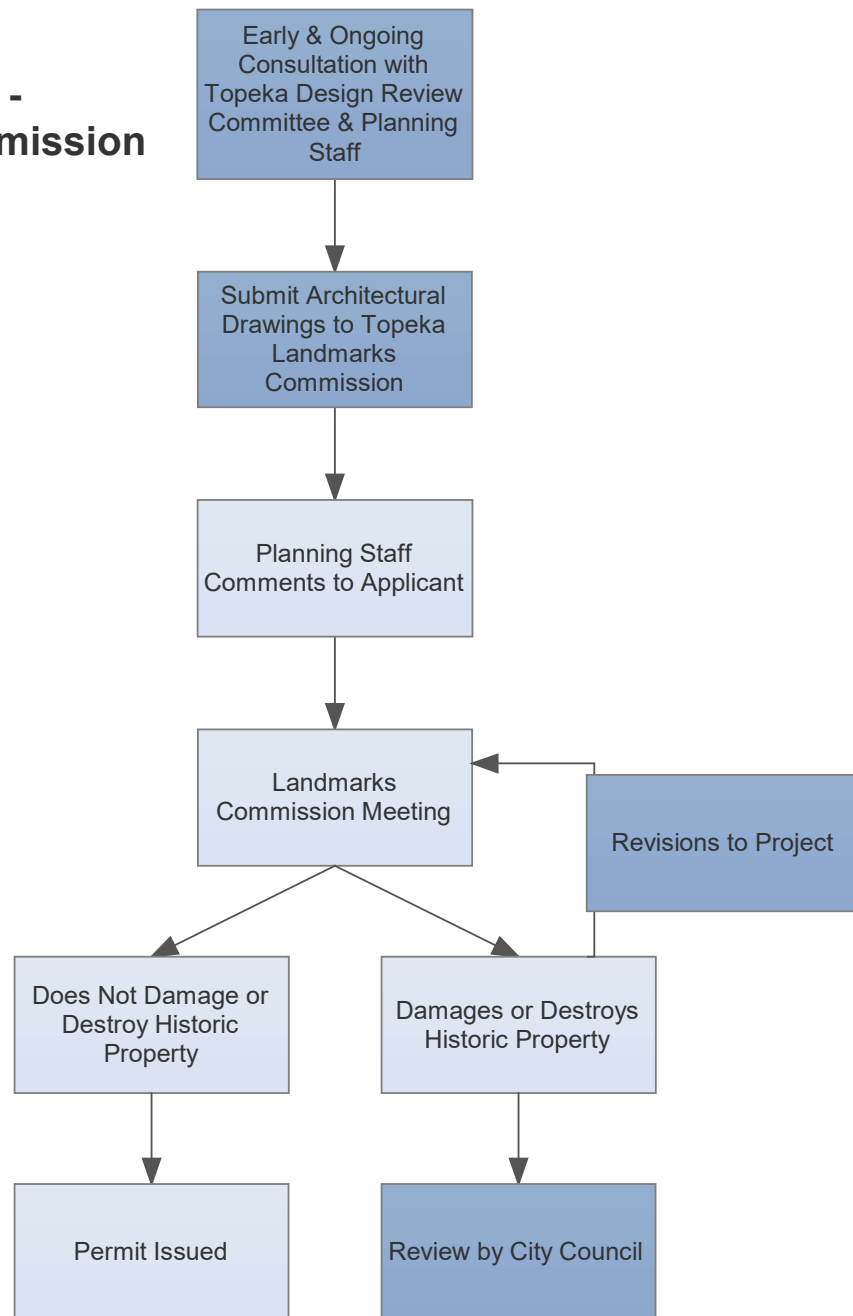 -
mission
Early & Ongoing
Consultation with
Topeka Design Review
Committee & Planning
Staff
Submit Architectural
Drawings to Topeka
Landmarks
Commission
Planning Staff
Comments to Applicant
Landmarks
Commission Meeting
Revisions to Project
Does Not Damage or
Destroy Historic
Property
Damages or Destroys
Historic Property
Permit Issued
Review by City Council